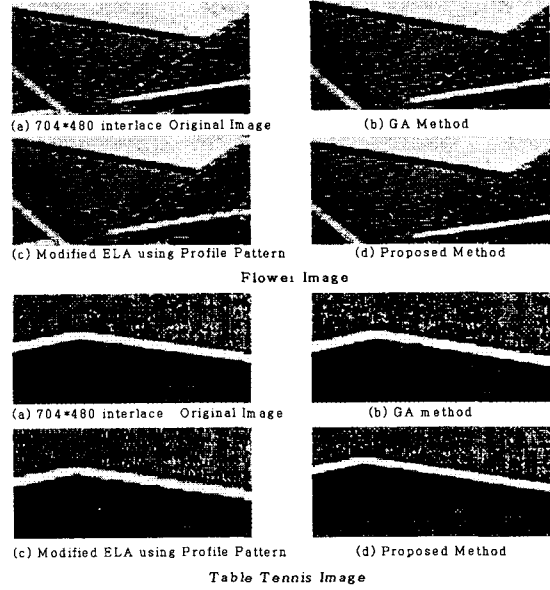 (a) 704*480 interlace Original Image
(b) GA Method
(c) Modified ELA using Profile Pattern
(d) Proposed Method
Flower Image
(a) 704*480 interlace Original Image
(b) GA method
(c) Modified ELA using Profile Pattern
(d) Proposed Method
Table Tennis Image